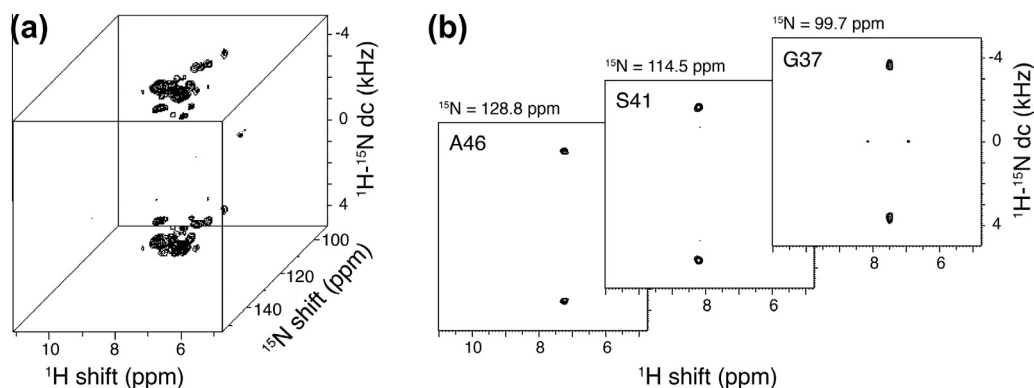 (a)
-4
0
4
¹H-¹⁵N dc (kHz)
100
120
140
¹⁵N shift (ppm)
10
8
6
¹H shift (ppm)
(b)
¹⁵N = 128.8 ppm
A46
¹⁵N = 114.5 ppm
S41
¹⁵N = 99.7 ppm
G37
-4
0
4
¹H-¹⁵N dc (kHz)
10
8
6
8
6
8
6
¹H shift (ppm)